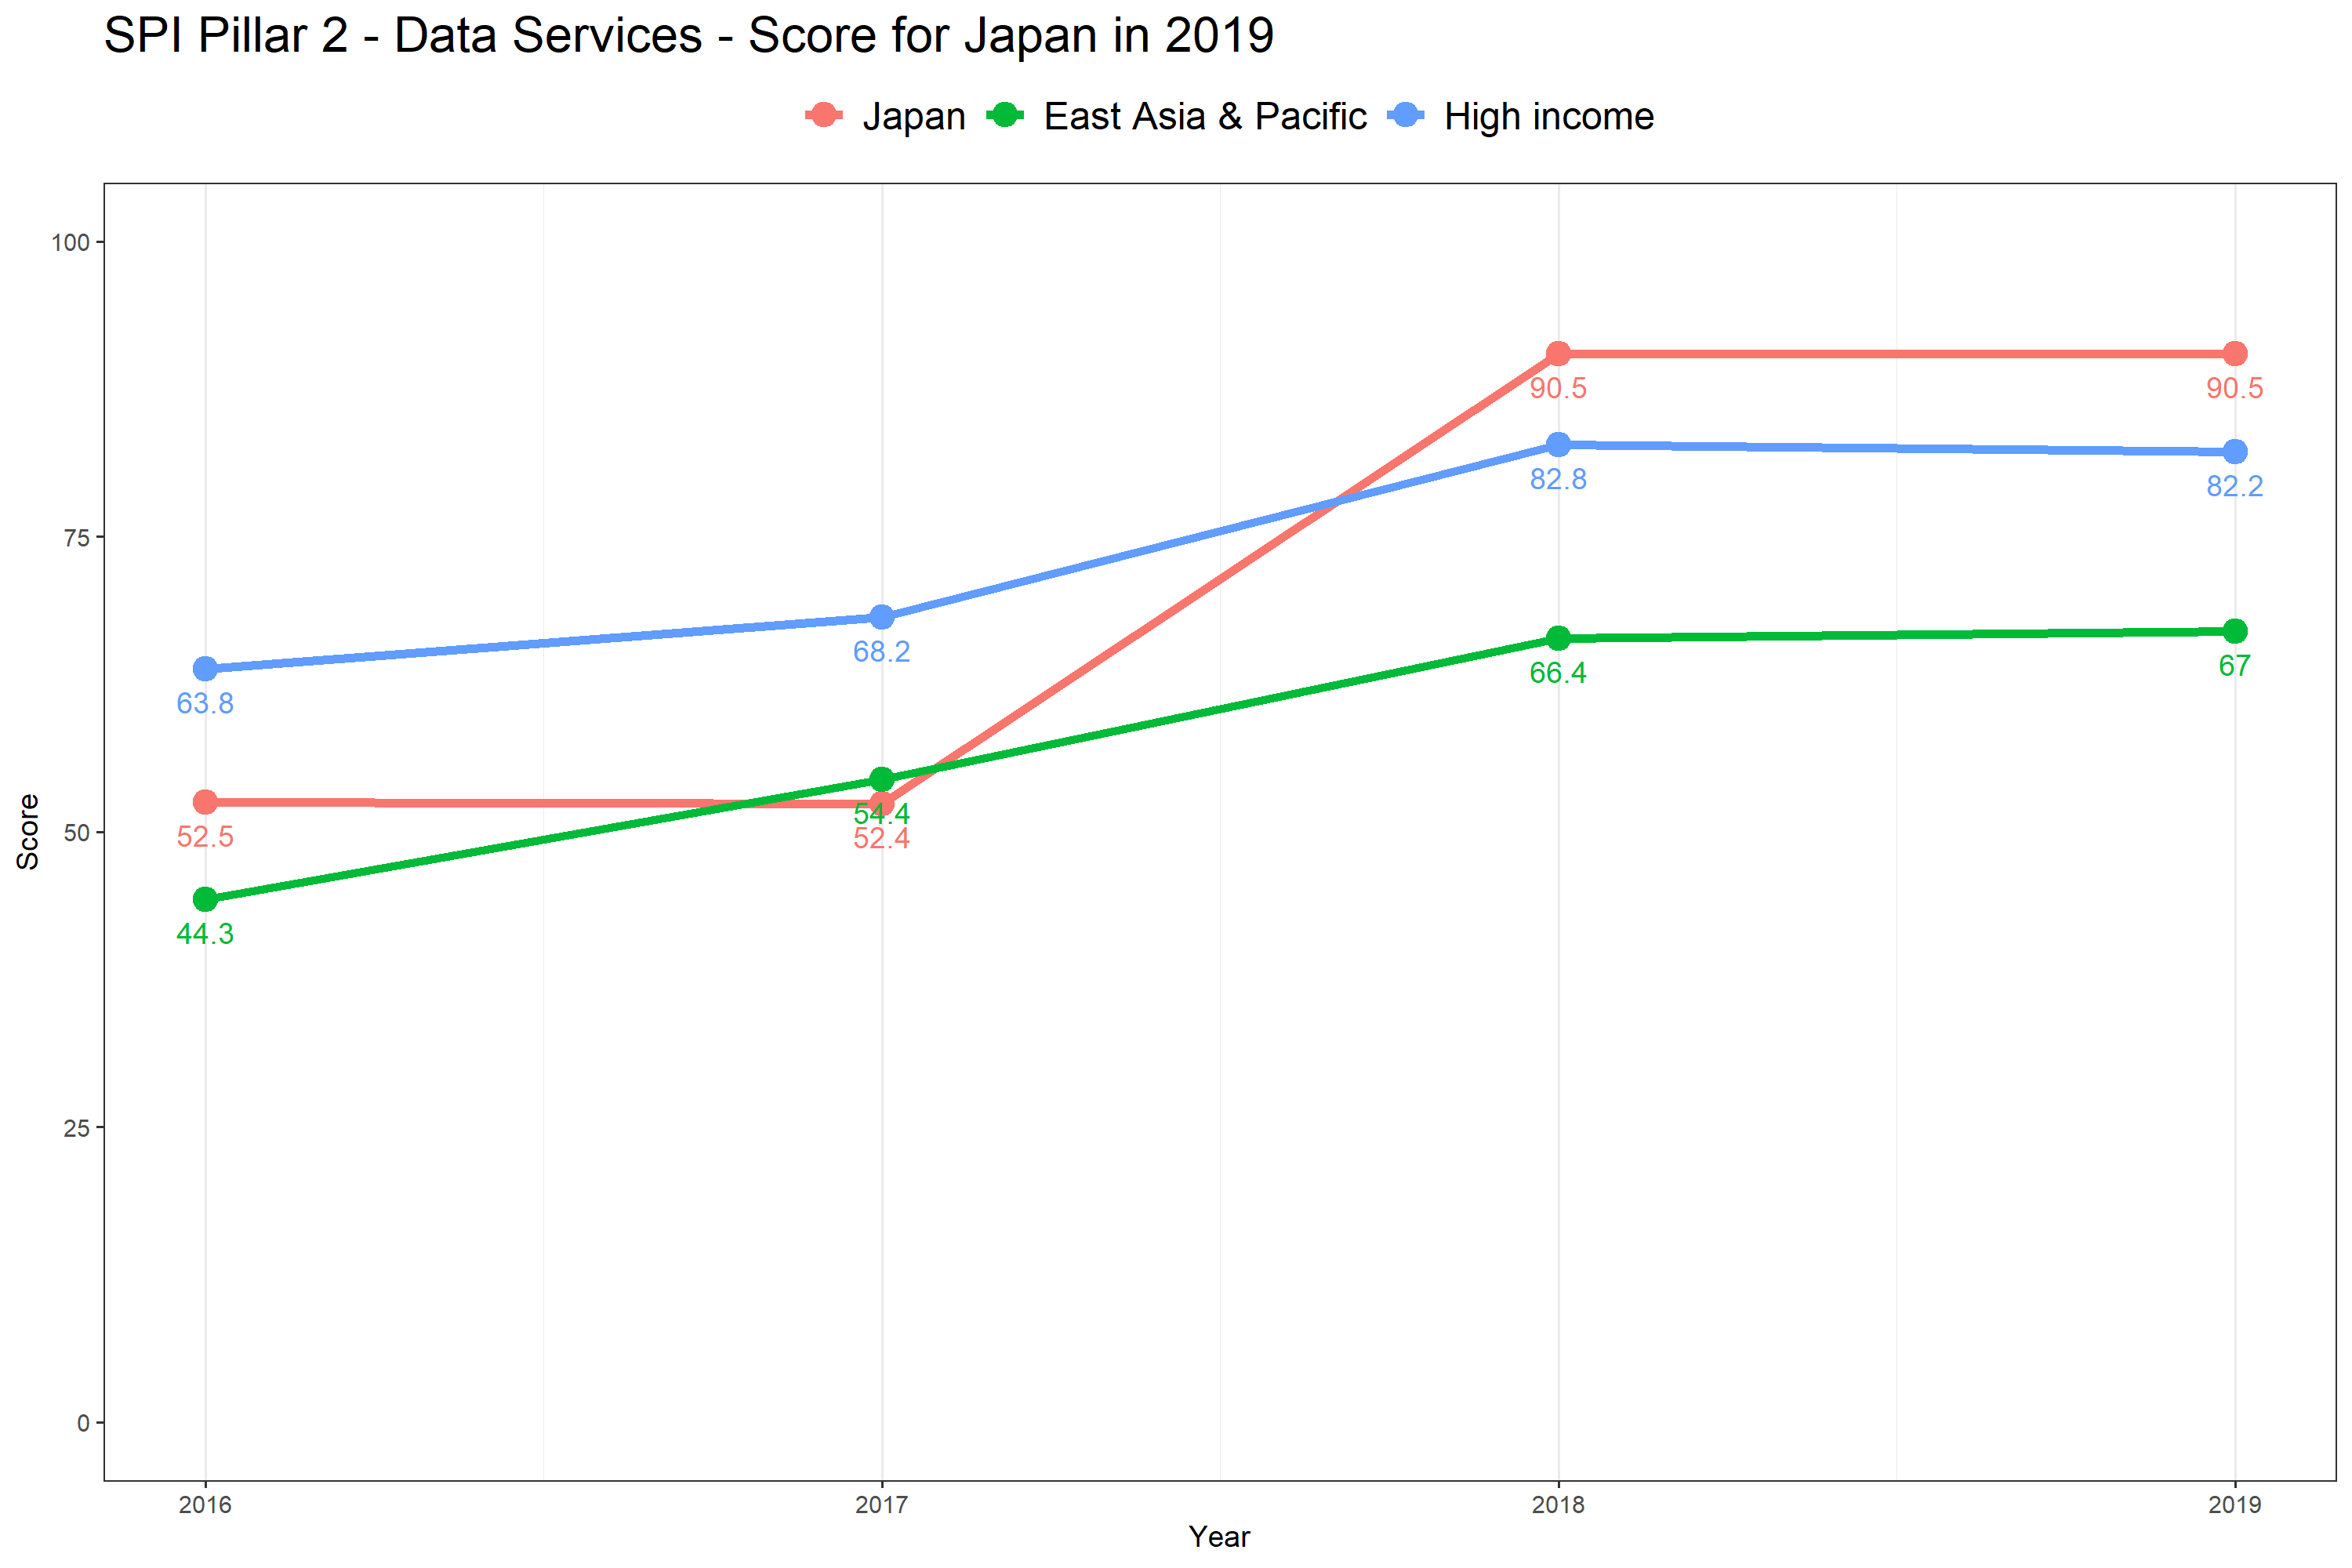 SPI Pillar 2 - Data Services - Score for Japan in 2019
Japan East Asia & Pacific High income
100
75
50
25
0
Score
90.5 90.5
82.8 82.2
68.2
66.4 67
63.8
54.4
52.5 52.4
44.3
2016 2017 2018 2019
Year